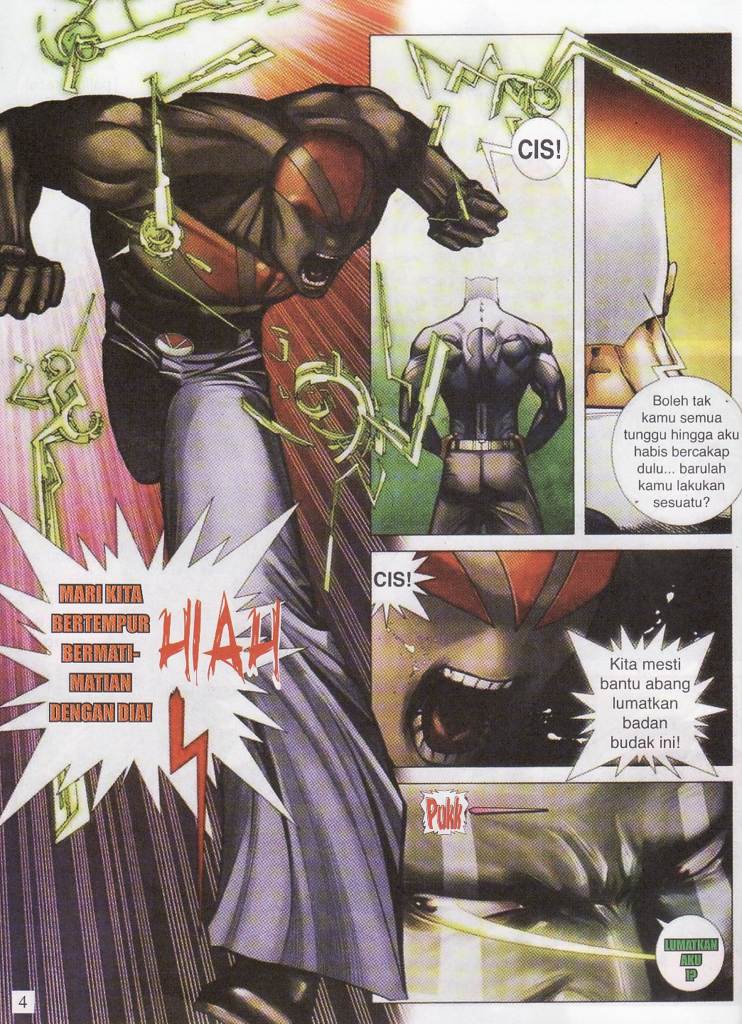 CIS!
Boleh tak
kamu semua
tunggu hingga aku
habis bercakap
dulu... barulah
kamu lakukan
sesuatu?
MARI KITA
BERTEMPUR
BERMATI-
MATIAN
DENGAN DIA!
HIAH
CIS!
Kita mesti
bantu abang
lumatkan
badan
budak ini!
Pukk
LUMATKAN
AKU
!?
4